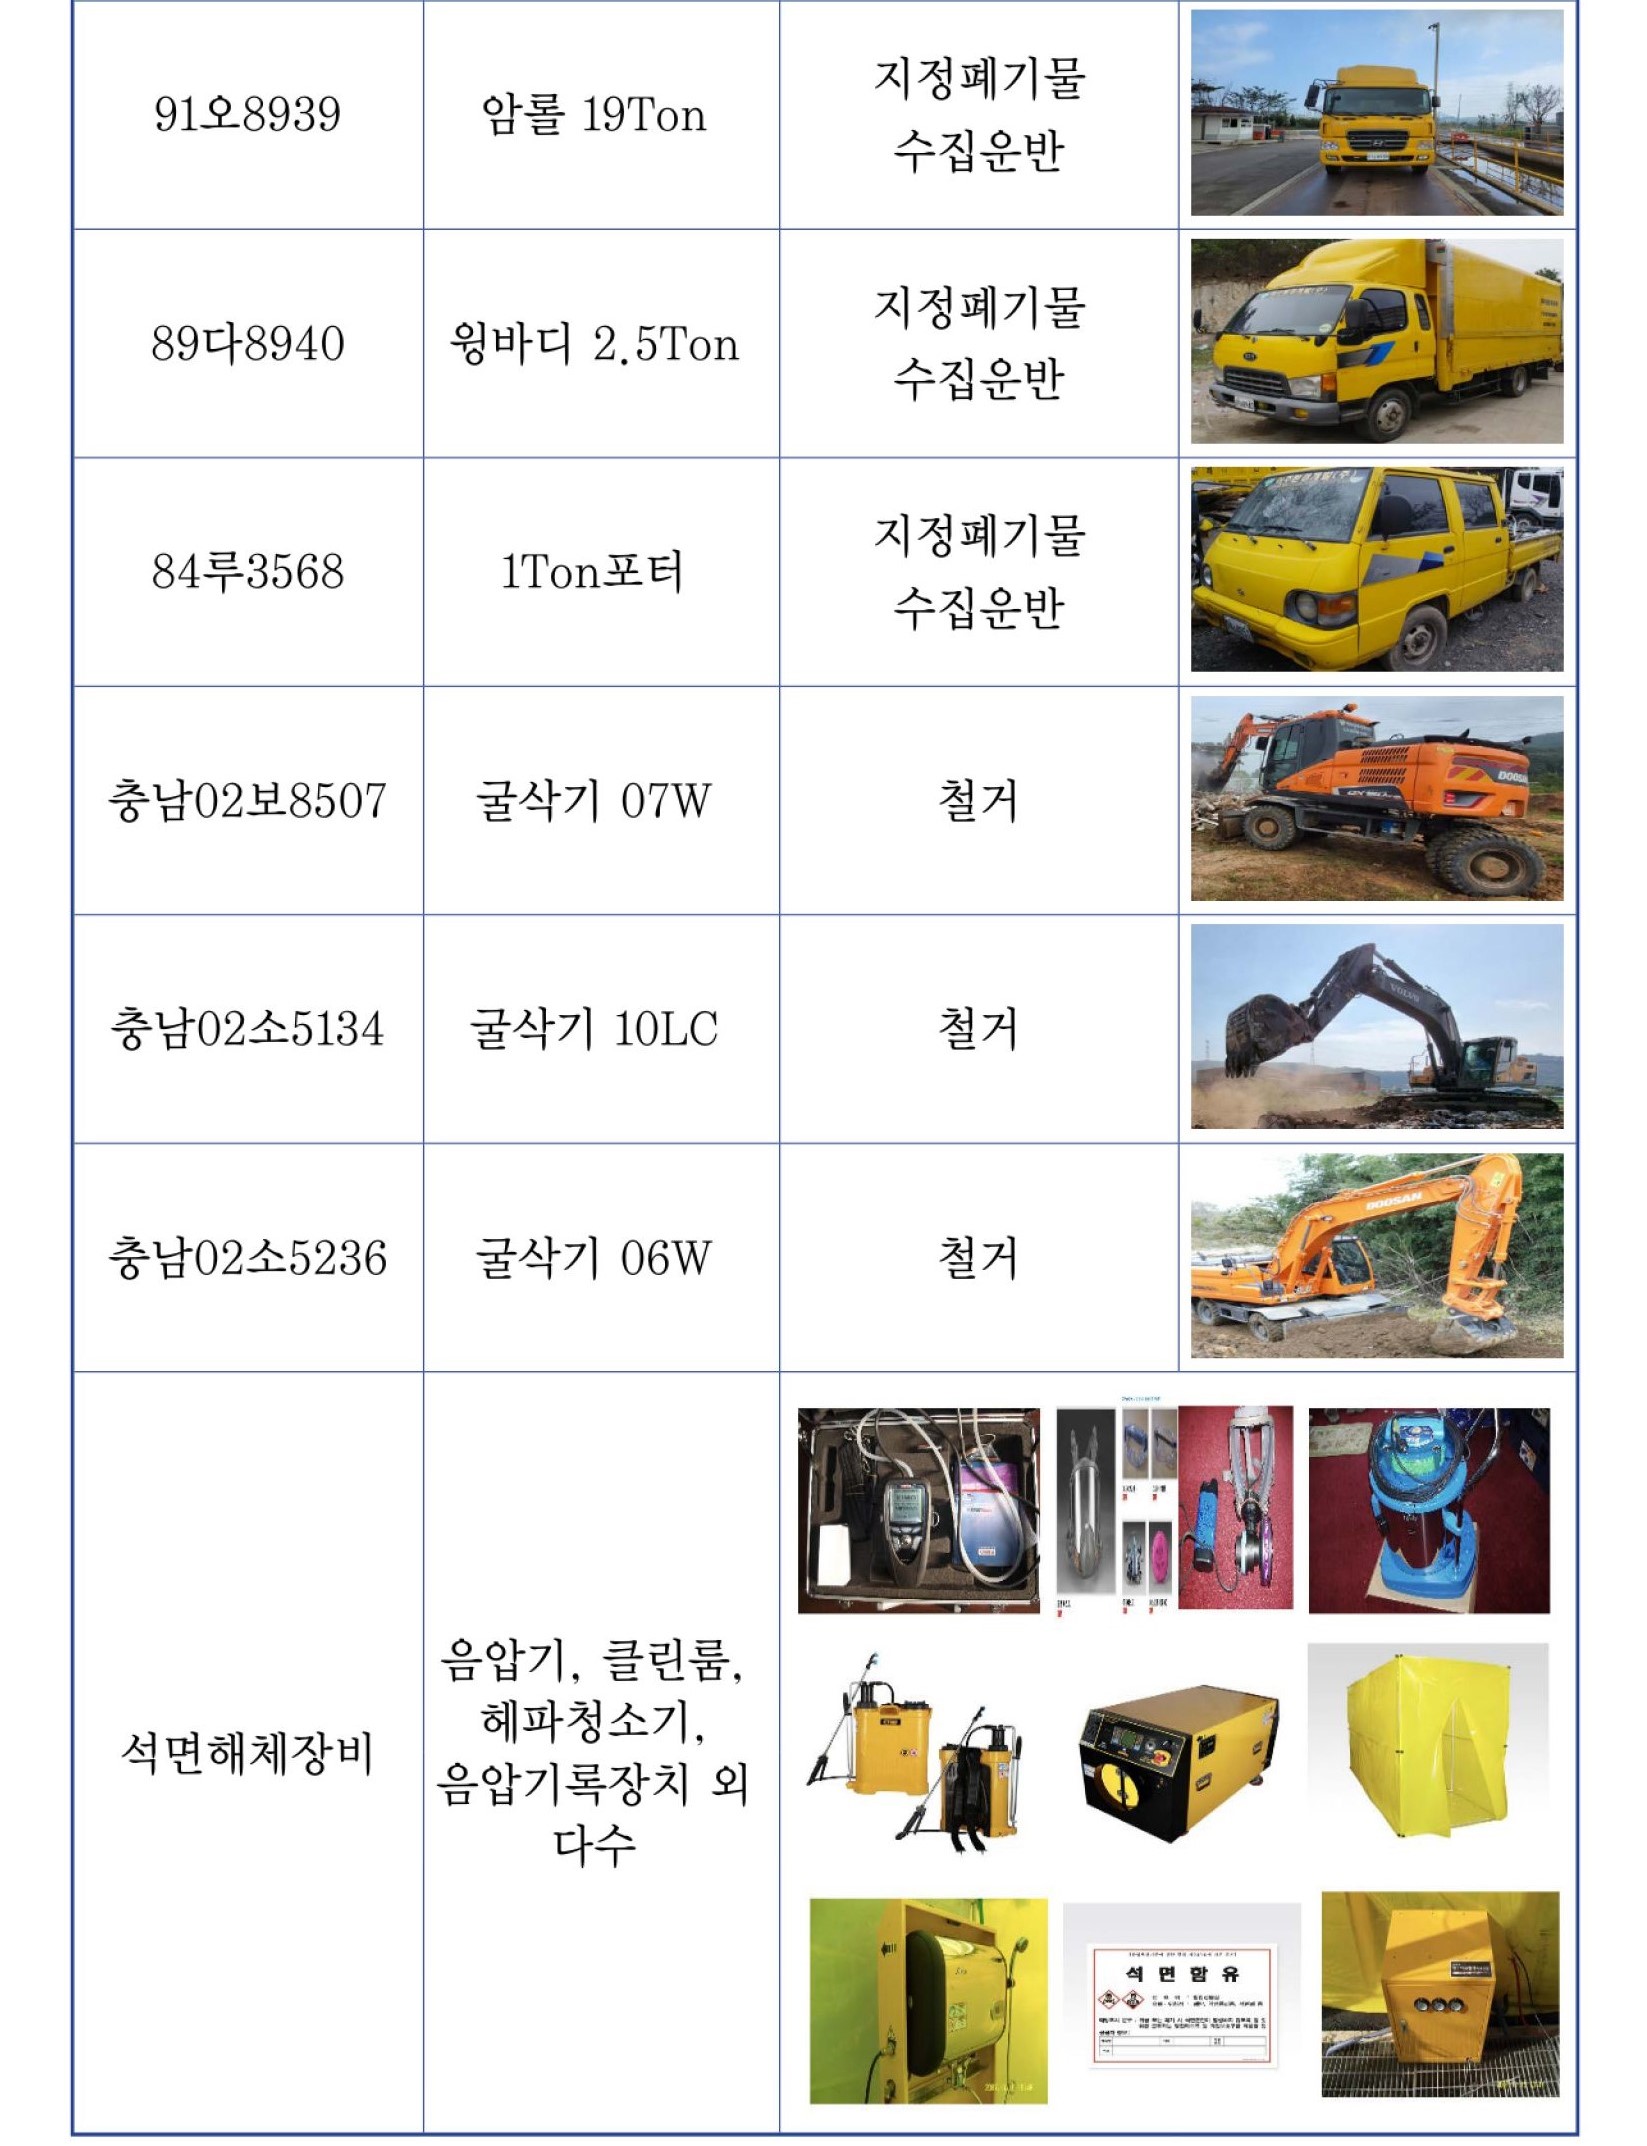 91오8939
암롤 19Ton
지정폐기물
수집운반
89다8940
윙바디 2.5Ton
지정폐기물
수집운반
84루3568
1Ton포터
지정폐기물
수집운반
충남02보8507
굴삭기 07W
철거
DOOSAN
충남02소5134
굴삭기 10LC
철거
VOLVO
충남02소5236
굴삭기 06W
철거
DOOSAN
석면해체장비
음압기, 클린룸,
헤파청소기,
음압기록장치 외
다수
석면함유